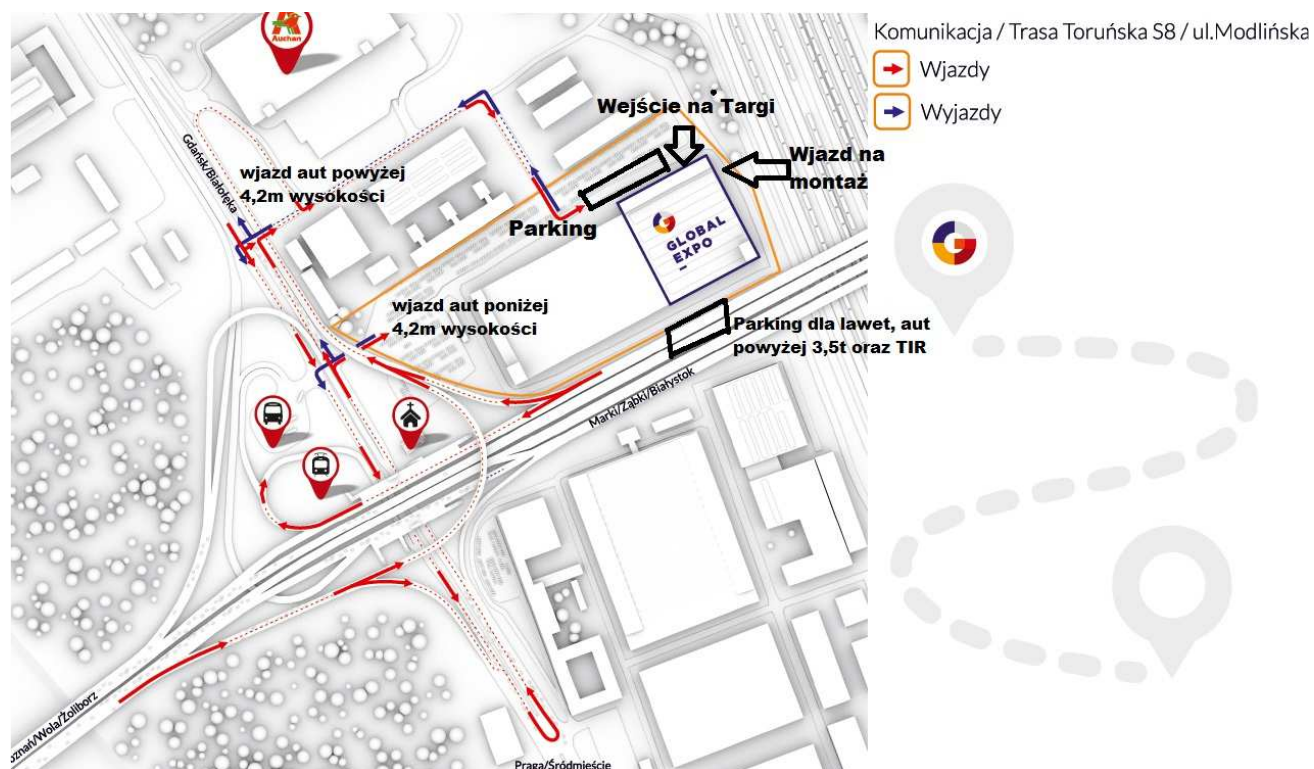 Auchan
Komunikacja / Trasa Toruńska S8 / ul.Modlińska
Wjazdy
Wyjazdy
Wejście na Targi
Wjazd na
montaż
Gdańsk/Białołęka
wjazd aut powyżej
4,2m wysokości
Parking
GLOBAL
EXPO
wjazd aut poniżej
4,2m wysokości
Parking dla lawet, aut
powyżej 3,5t oraz TIR
Marki/Ząbki/Białystok
oznań/Wola/Żoliborz
Praga/Śródmieście